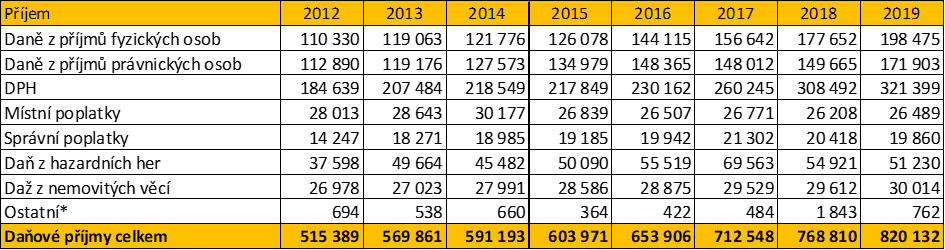 Příjem 2012 2013 2014 2015 2016 2017 2018 2019
Daně z příjmů fyzických osob 110 330 119 063 121 776 126 078 144 115 156 642 177 652 198 475
Daně z příjmů právnických osob 112 890 119 176 127 573 134 979 148 365 148 012 149 665 171 903
DPH 184 639 207 484 218 549 217 849 230 162 260 245 308 492 321 399
Místní poplatky 28 013 28 643 30 177 26 839 26 507 26 771 26 208 26 489
Správní poplatky 14 247 18 271 18 985 19 185 19 942 21 302 20 418 19 860
Daň z hazardních her 37 598 49 664 45 482 50 090 55 519 69 563 54 921 51 230
Daž z nemovitých věcí 26 978 27 023 27 991 28 586 28 875 29 529 29 612 30 014
Ostatní* 694 538 660 364 422 484 1 843 762
Daňové příjmy celkem 515 389 569 861 591 193 603 971 653 906 712 548 768 810 820 132